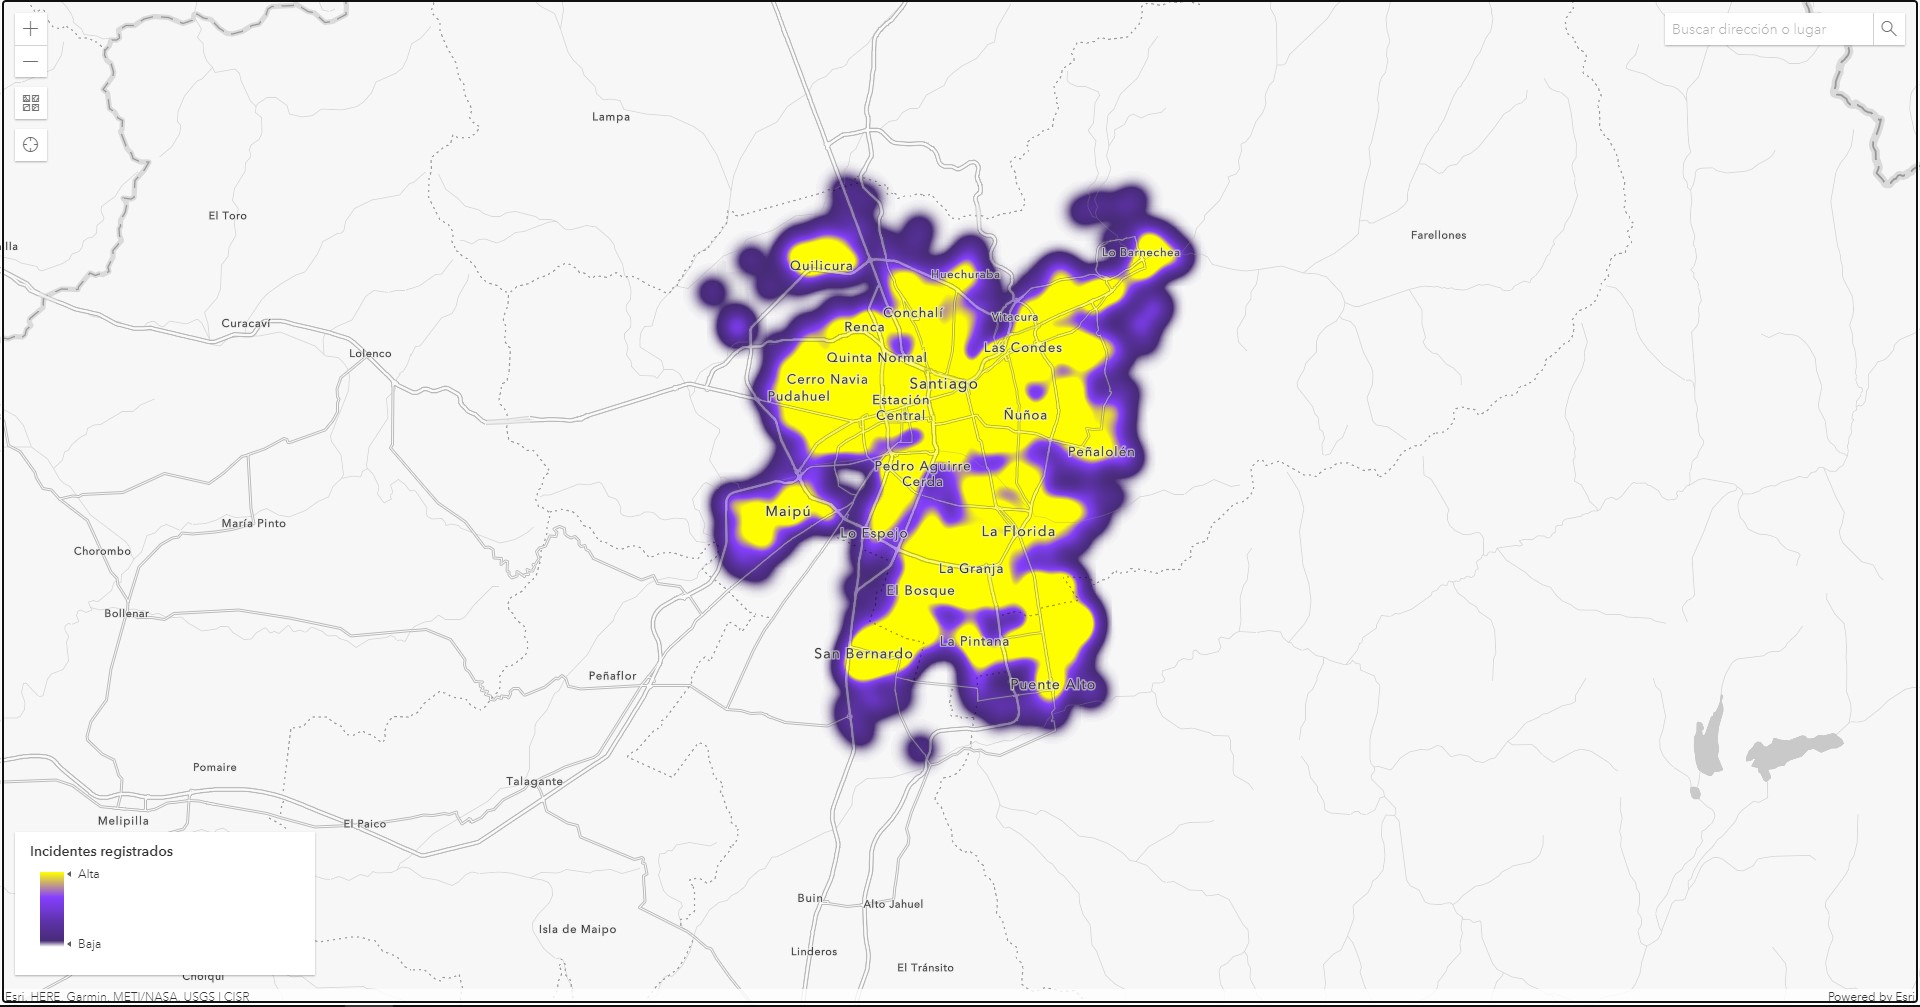 Buscar dirección o lugar
Lampa
El Toro
lla
Farellones
Lo Barnechea
Quilicura
Huechuraba
Conchalí
Vitacura
Curacaví
Renca
Las Condes
Lolenco
Quinta Normal
Cerro Navia
Santiago
Pudahuel
Estación
Central
Ñuñoa
Peñalolén
Pedro Aguirre
Cerda
Maipú
María Pinto
Lo Espejo
La Florida
Chorombo
La Granja
El Bosque
Bollenar
La Pintana
San Bernardo
Peñaflor
Puente Alto
Pomaire
Talagante
Melipilla
El Paico
Incidentes registrados
Alta
Baja
Buin
Alto Jahuel
Isla de Maipo
Linderos
El Tránsito
Cholqui
Esri, HERE, Garmin, METI/NASA, USGS | CISR
Powered by Esri